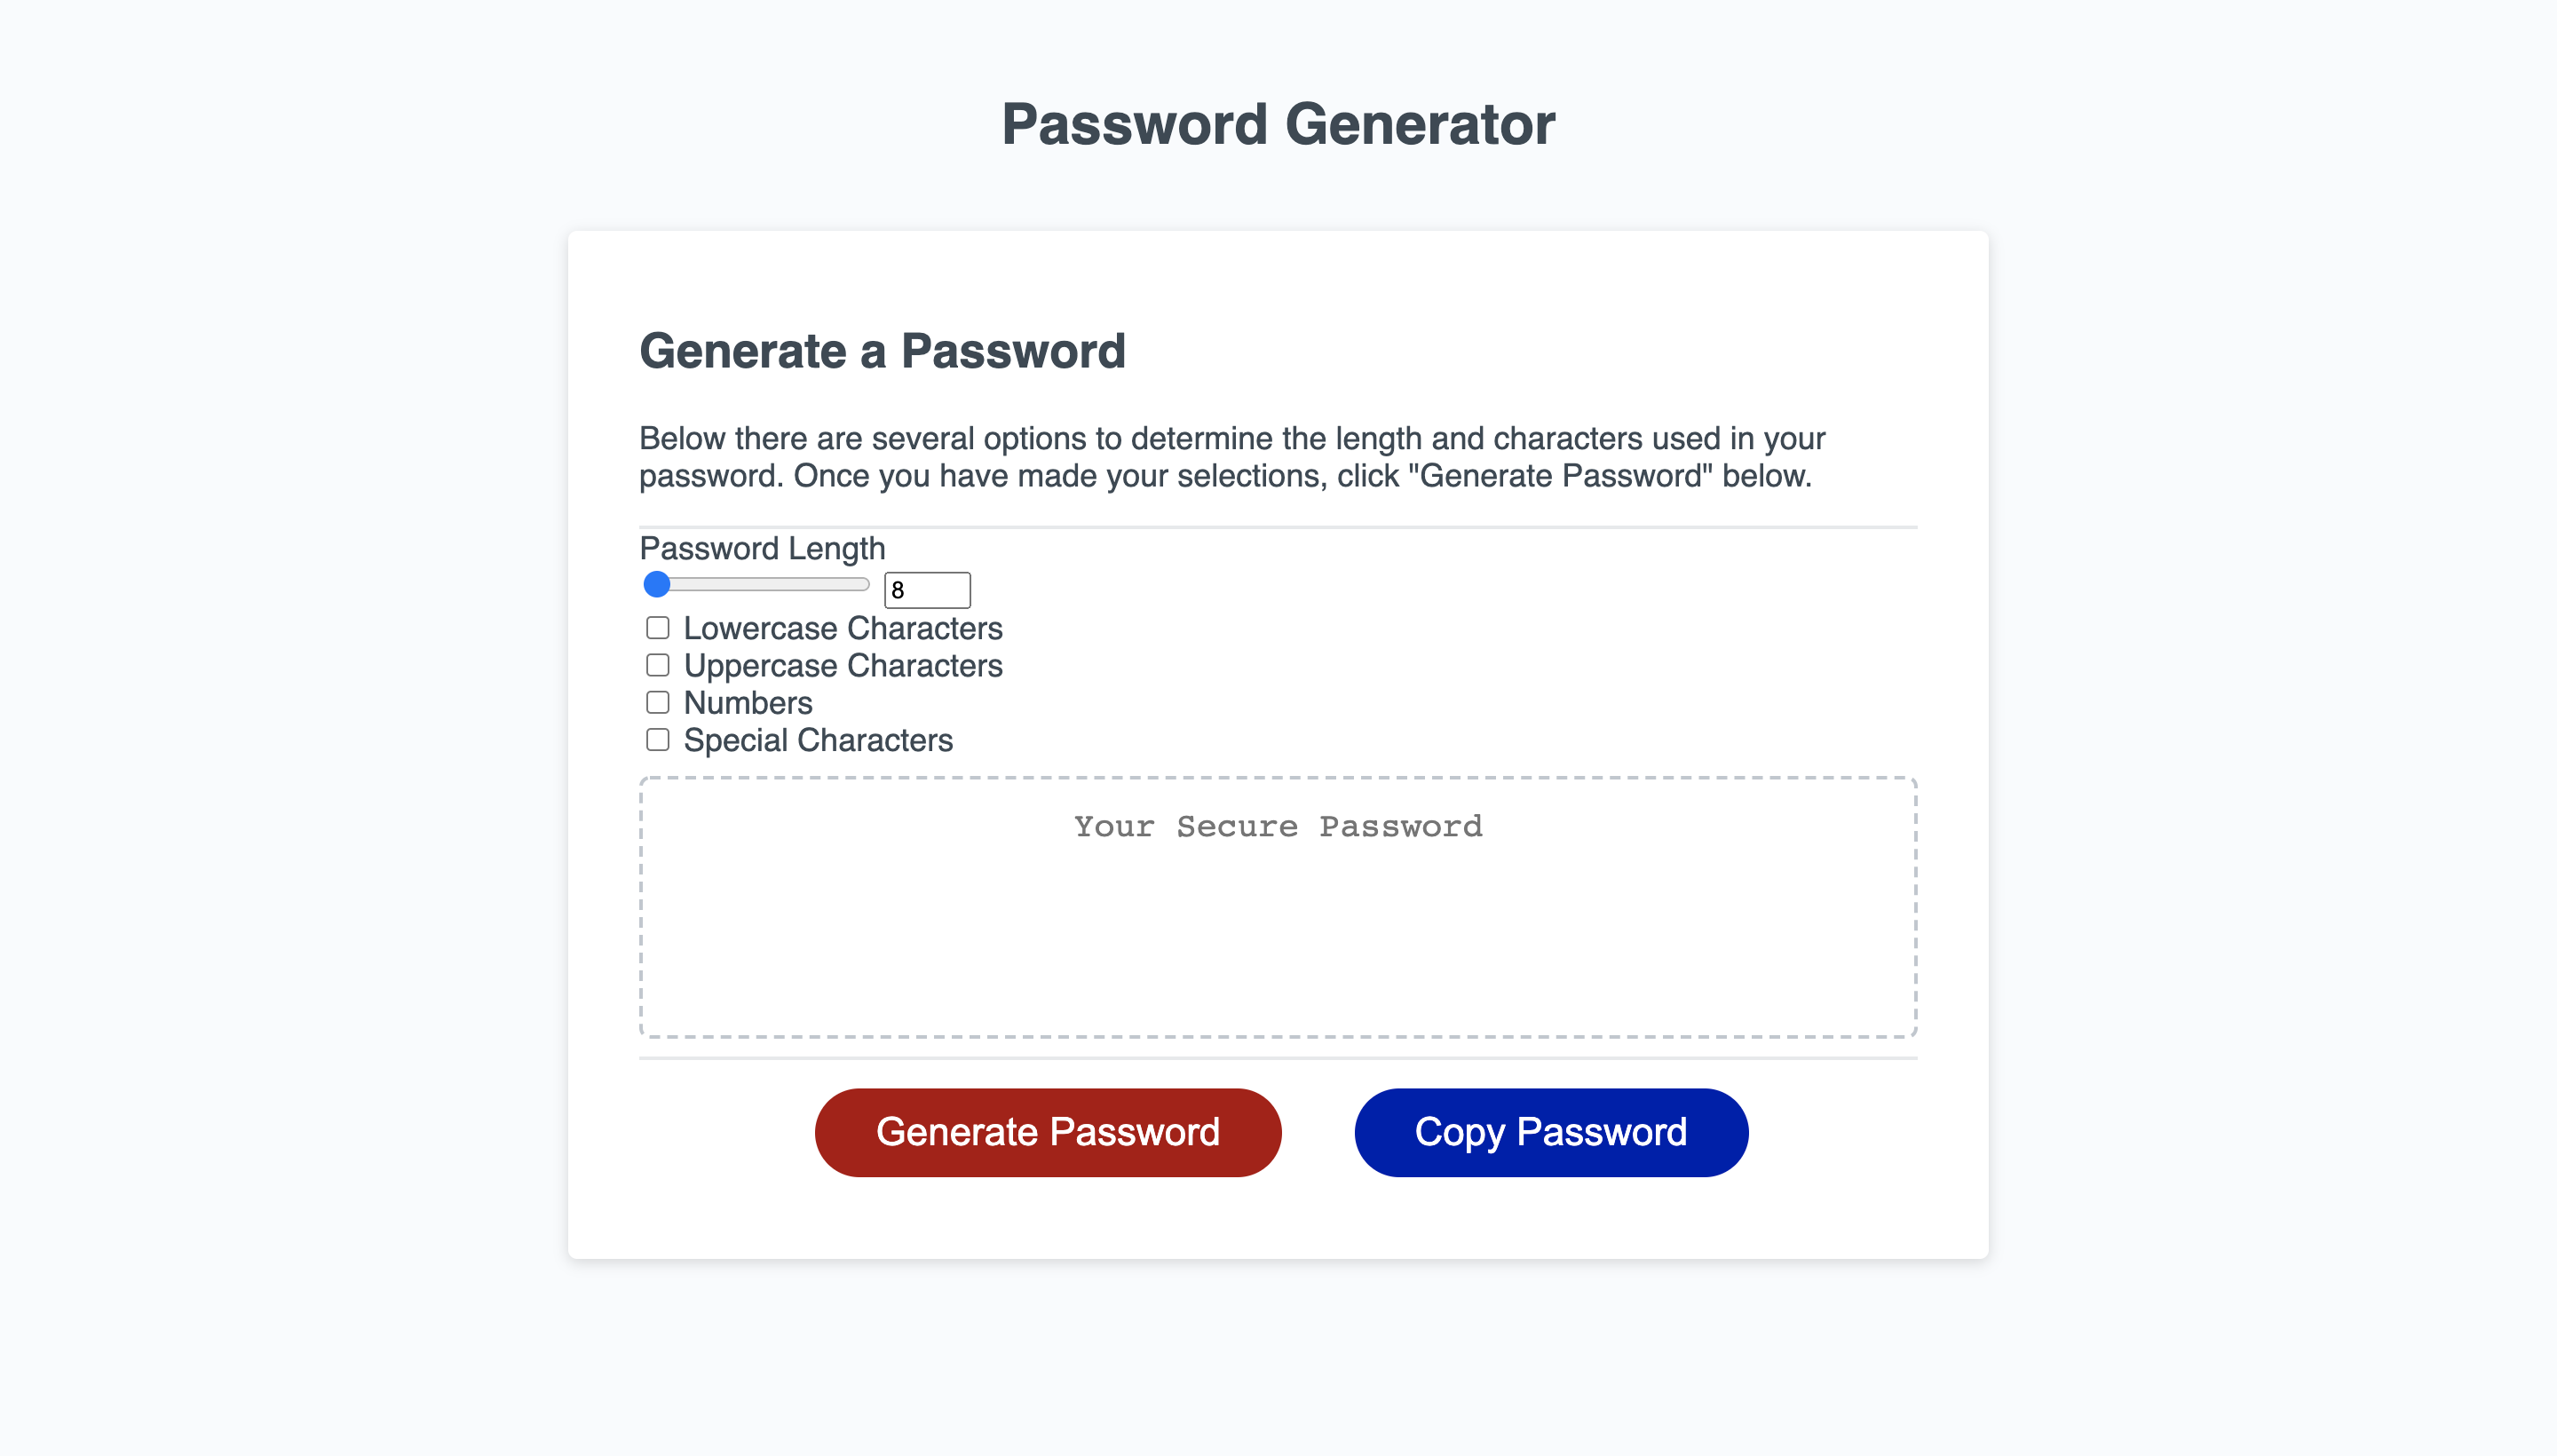 Password Generator
Generate a Password
Below there are several options to determine the length and characters used in your
password. Once you have made your selections, click "Generate Password" below.
Password Length
8
Lowercase Characters
Uppercase Characters
Numbers
Special Characters
Your Secure Password
Generate Password
Copy Password